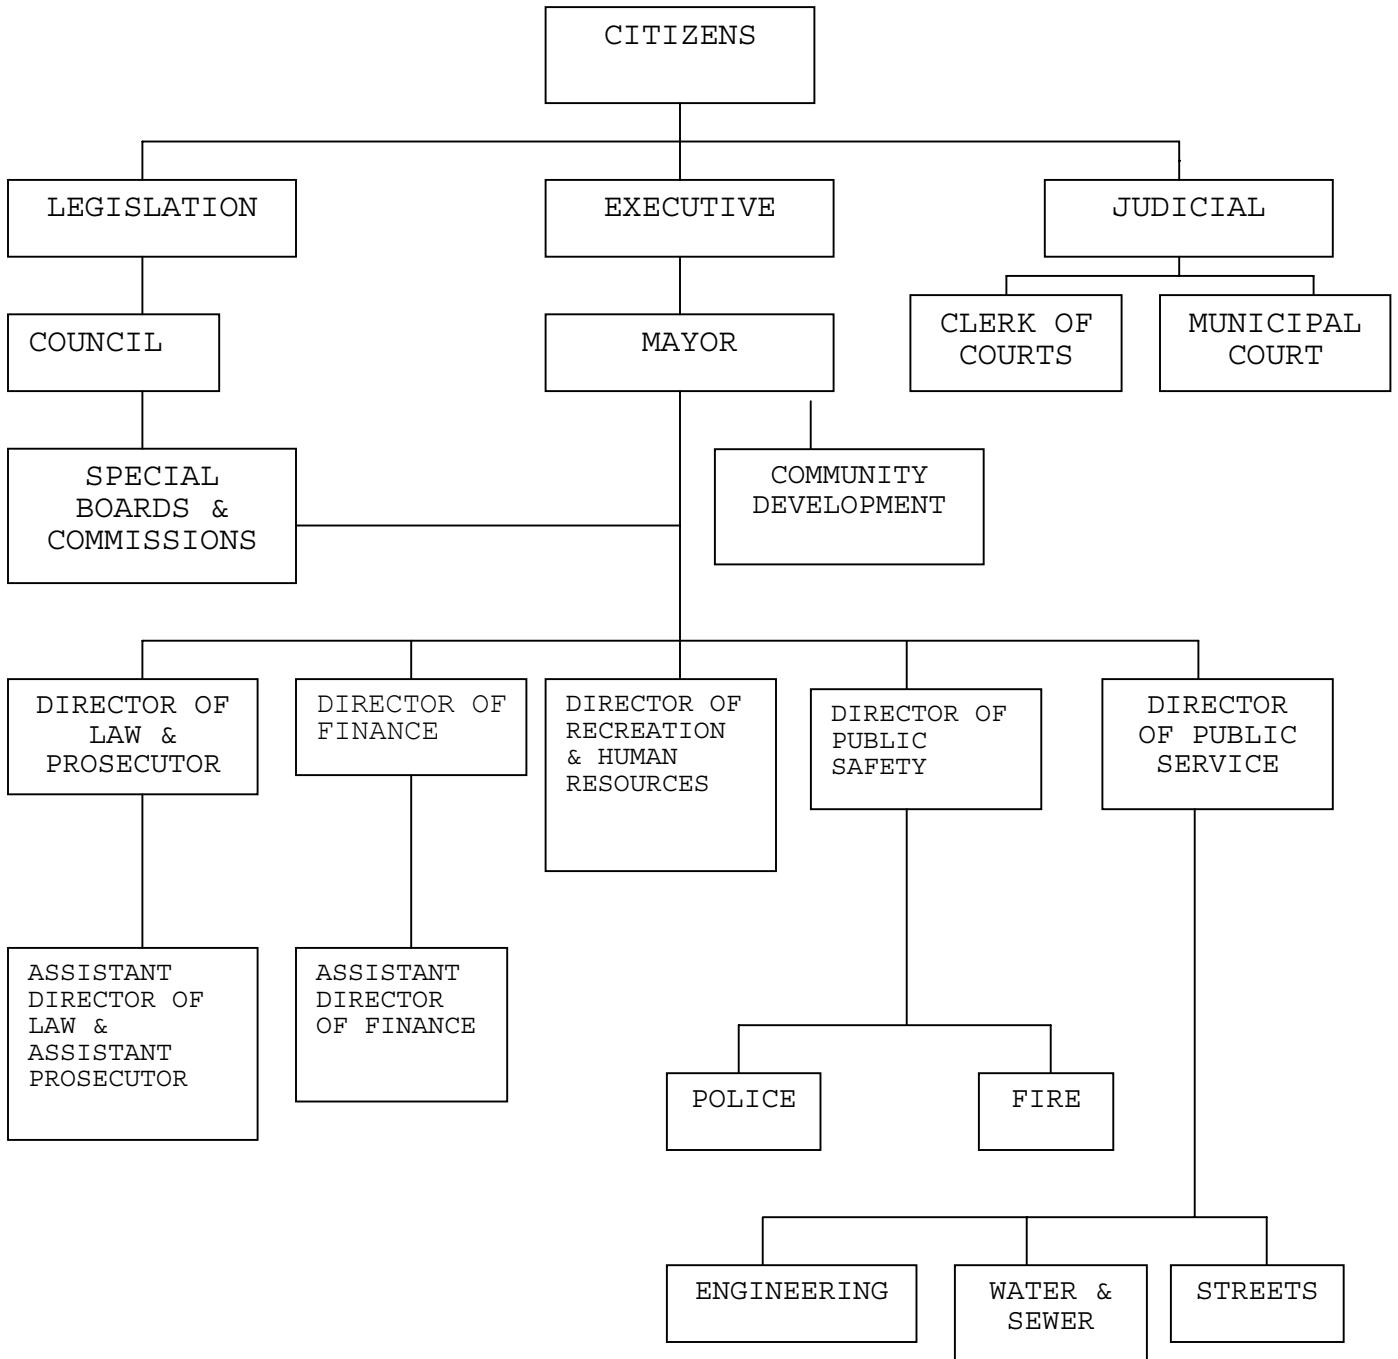 CITIZENS
LEGISLATION
EXECUTIVE
JUDICIAL
COUNCIL
MAYOR
CLERK OF
COURTS
MUNICIPAL
COURT
SPECIAL
BOARDS &
COMMISSIONS
COMMUNITY
DEVELOPMENT
DIRECTOR OF
LAW &
PROSECUTOR
DIRECTOR OF
FINANCE
DIRECTOR OF
RECREATION
& HUMAN
RESOURCES
DIRECTOR OF
PUBLIC
SAFETY
DIRECTOR
OF PUBLIC
SERVICE
ASSISTANT
DIRECTOR OF
LAW &
ASSISTANT
PROSECUTOR
ASSISTANT
DIRECTOR
OF FINANCE
POLICE
FIRE
ENGINEERING
WATER &
SEWER
STREETS